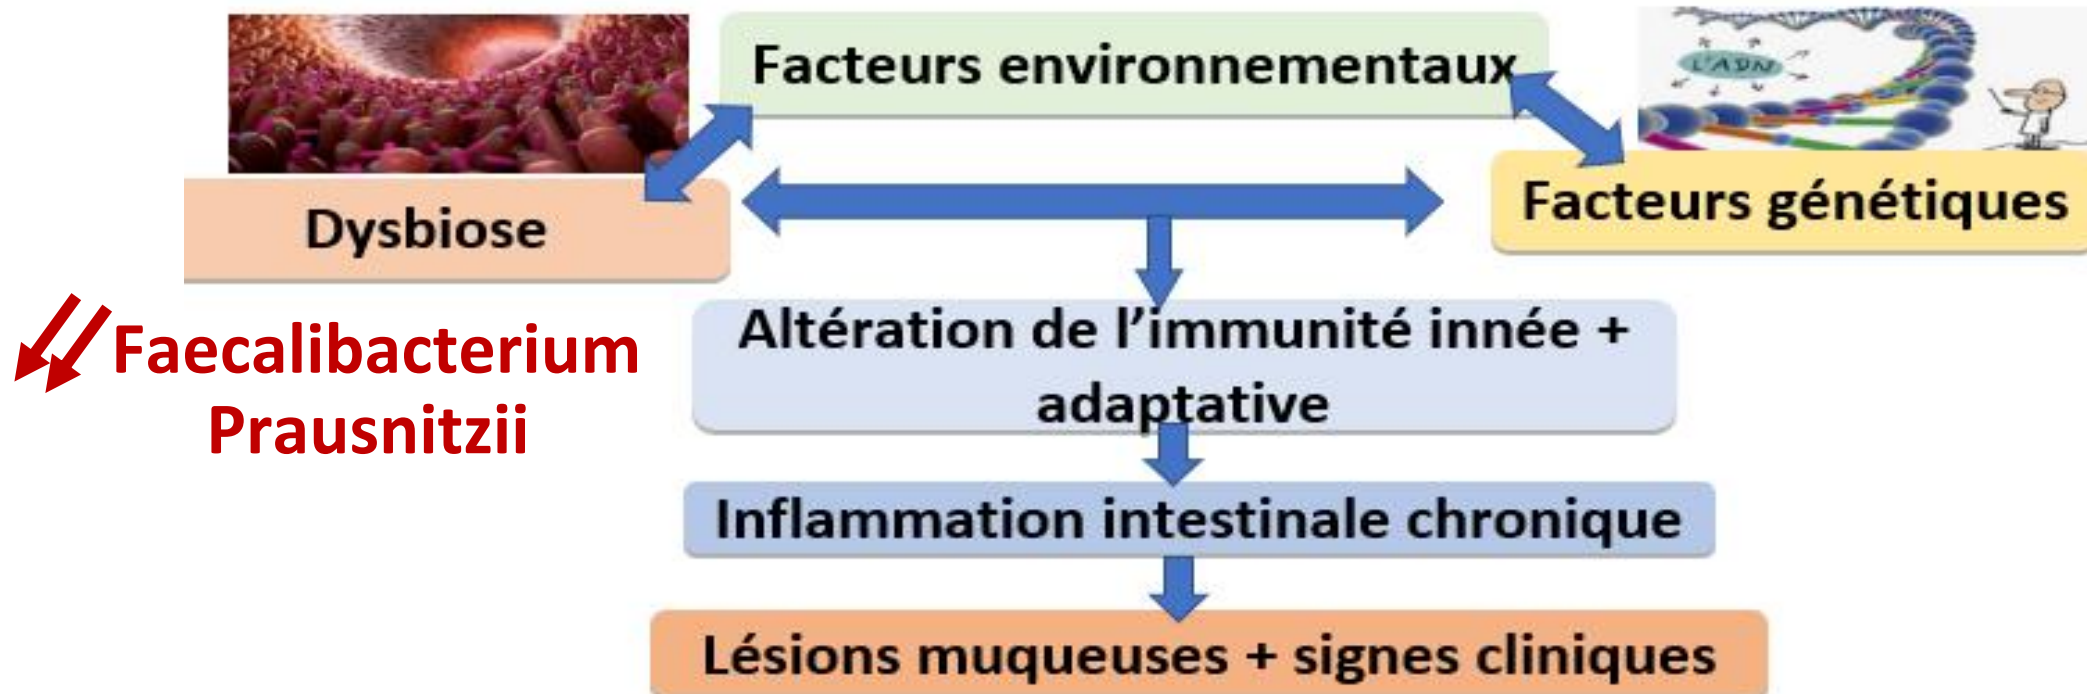 Facteurs environnementaux
L'ADN
Dysbiose
Facteurs génétiques
Faecalibacterium
Prausnitzii
Altération de l’immunité innée +
adaptative
Inflammation intestinale chronique
Lésions muqueuses + signes cliniques